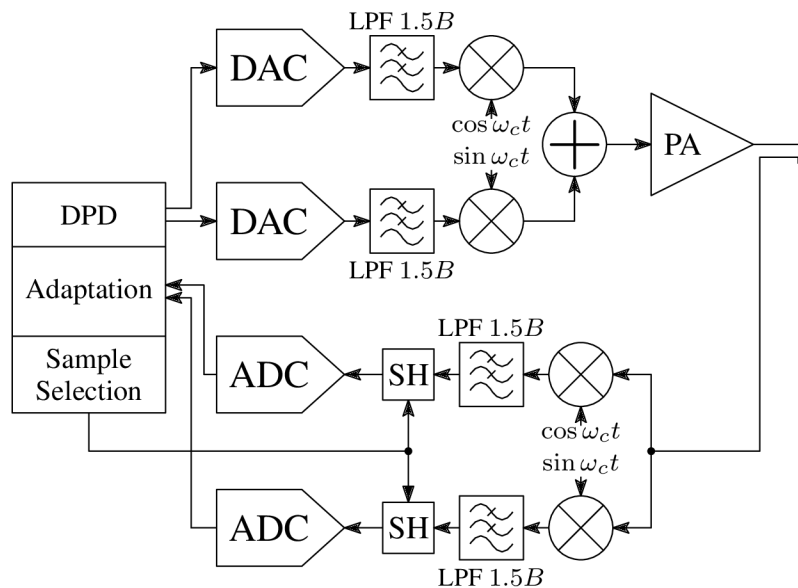 LPF 1.5B
DAC
cos ω_c t
sin ω_c t
PA
DPD
DAC
LPF 1.5B
Adaptation
LPF 1.5B
Sample
Selection
ADC
SH
cos ω_c t
sin ω_c t
ADC
SH
LPF 1.5B